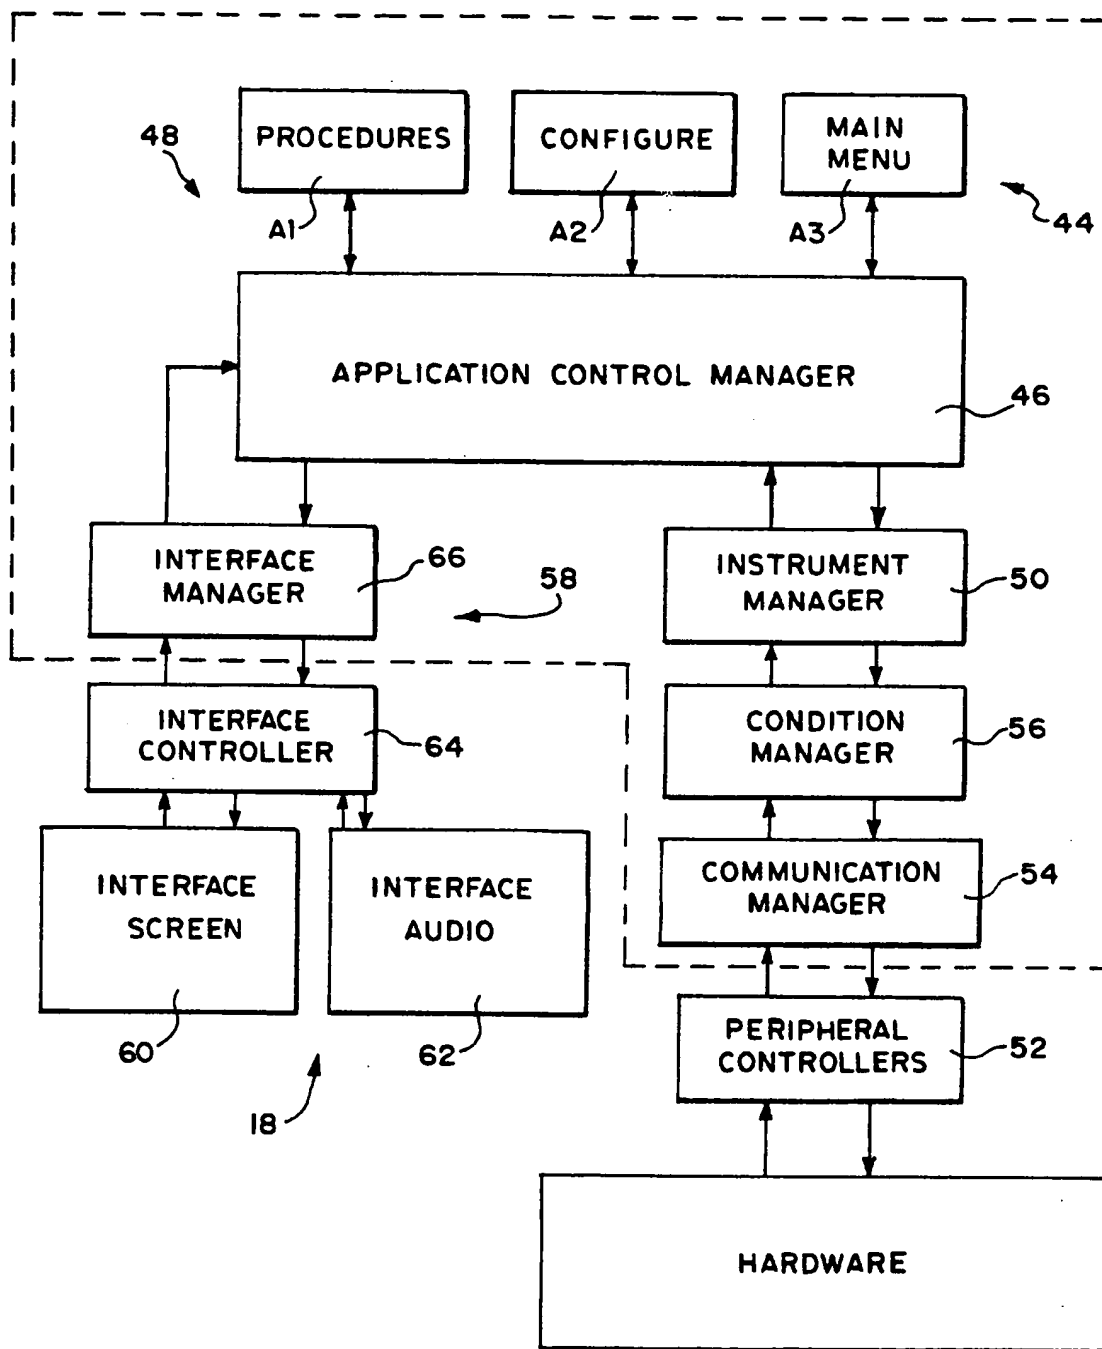 PROCEDURES
CONFIGURE
MAIN
MENU
48
A1
A2
A3
44
APPLICATION CONTROL MANAGER
46
INTERFACE
MANAGER
66
58
INSTRUMENT
MANAGER
50
INTERFACE
CONTROLLER
64
CONDITION
MANAGER
56
INTERFACE
SCREEN
60
INTERFACE
AUDIO
62
COMMUNICATION
MANAGER
54
18
PERIPHERAL
CONTROLLERS
52
HARDWARE